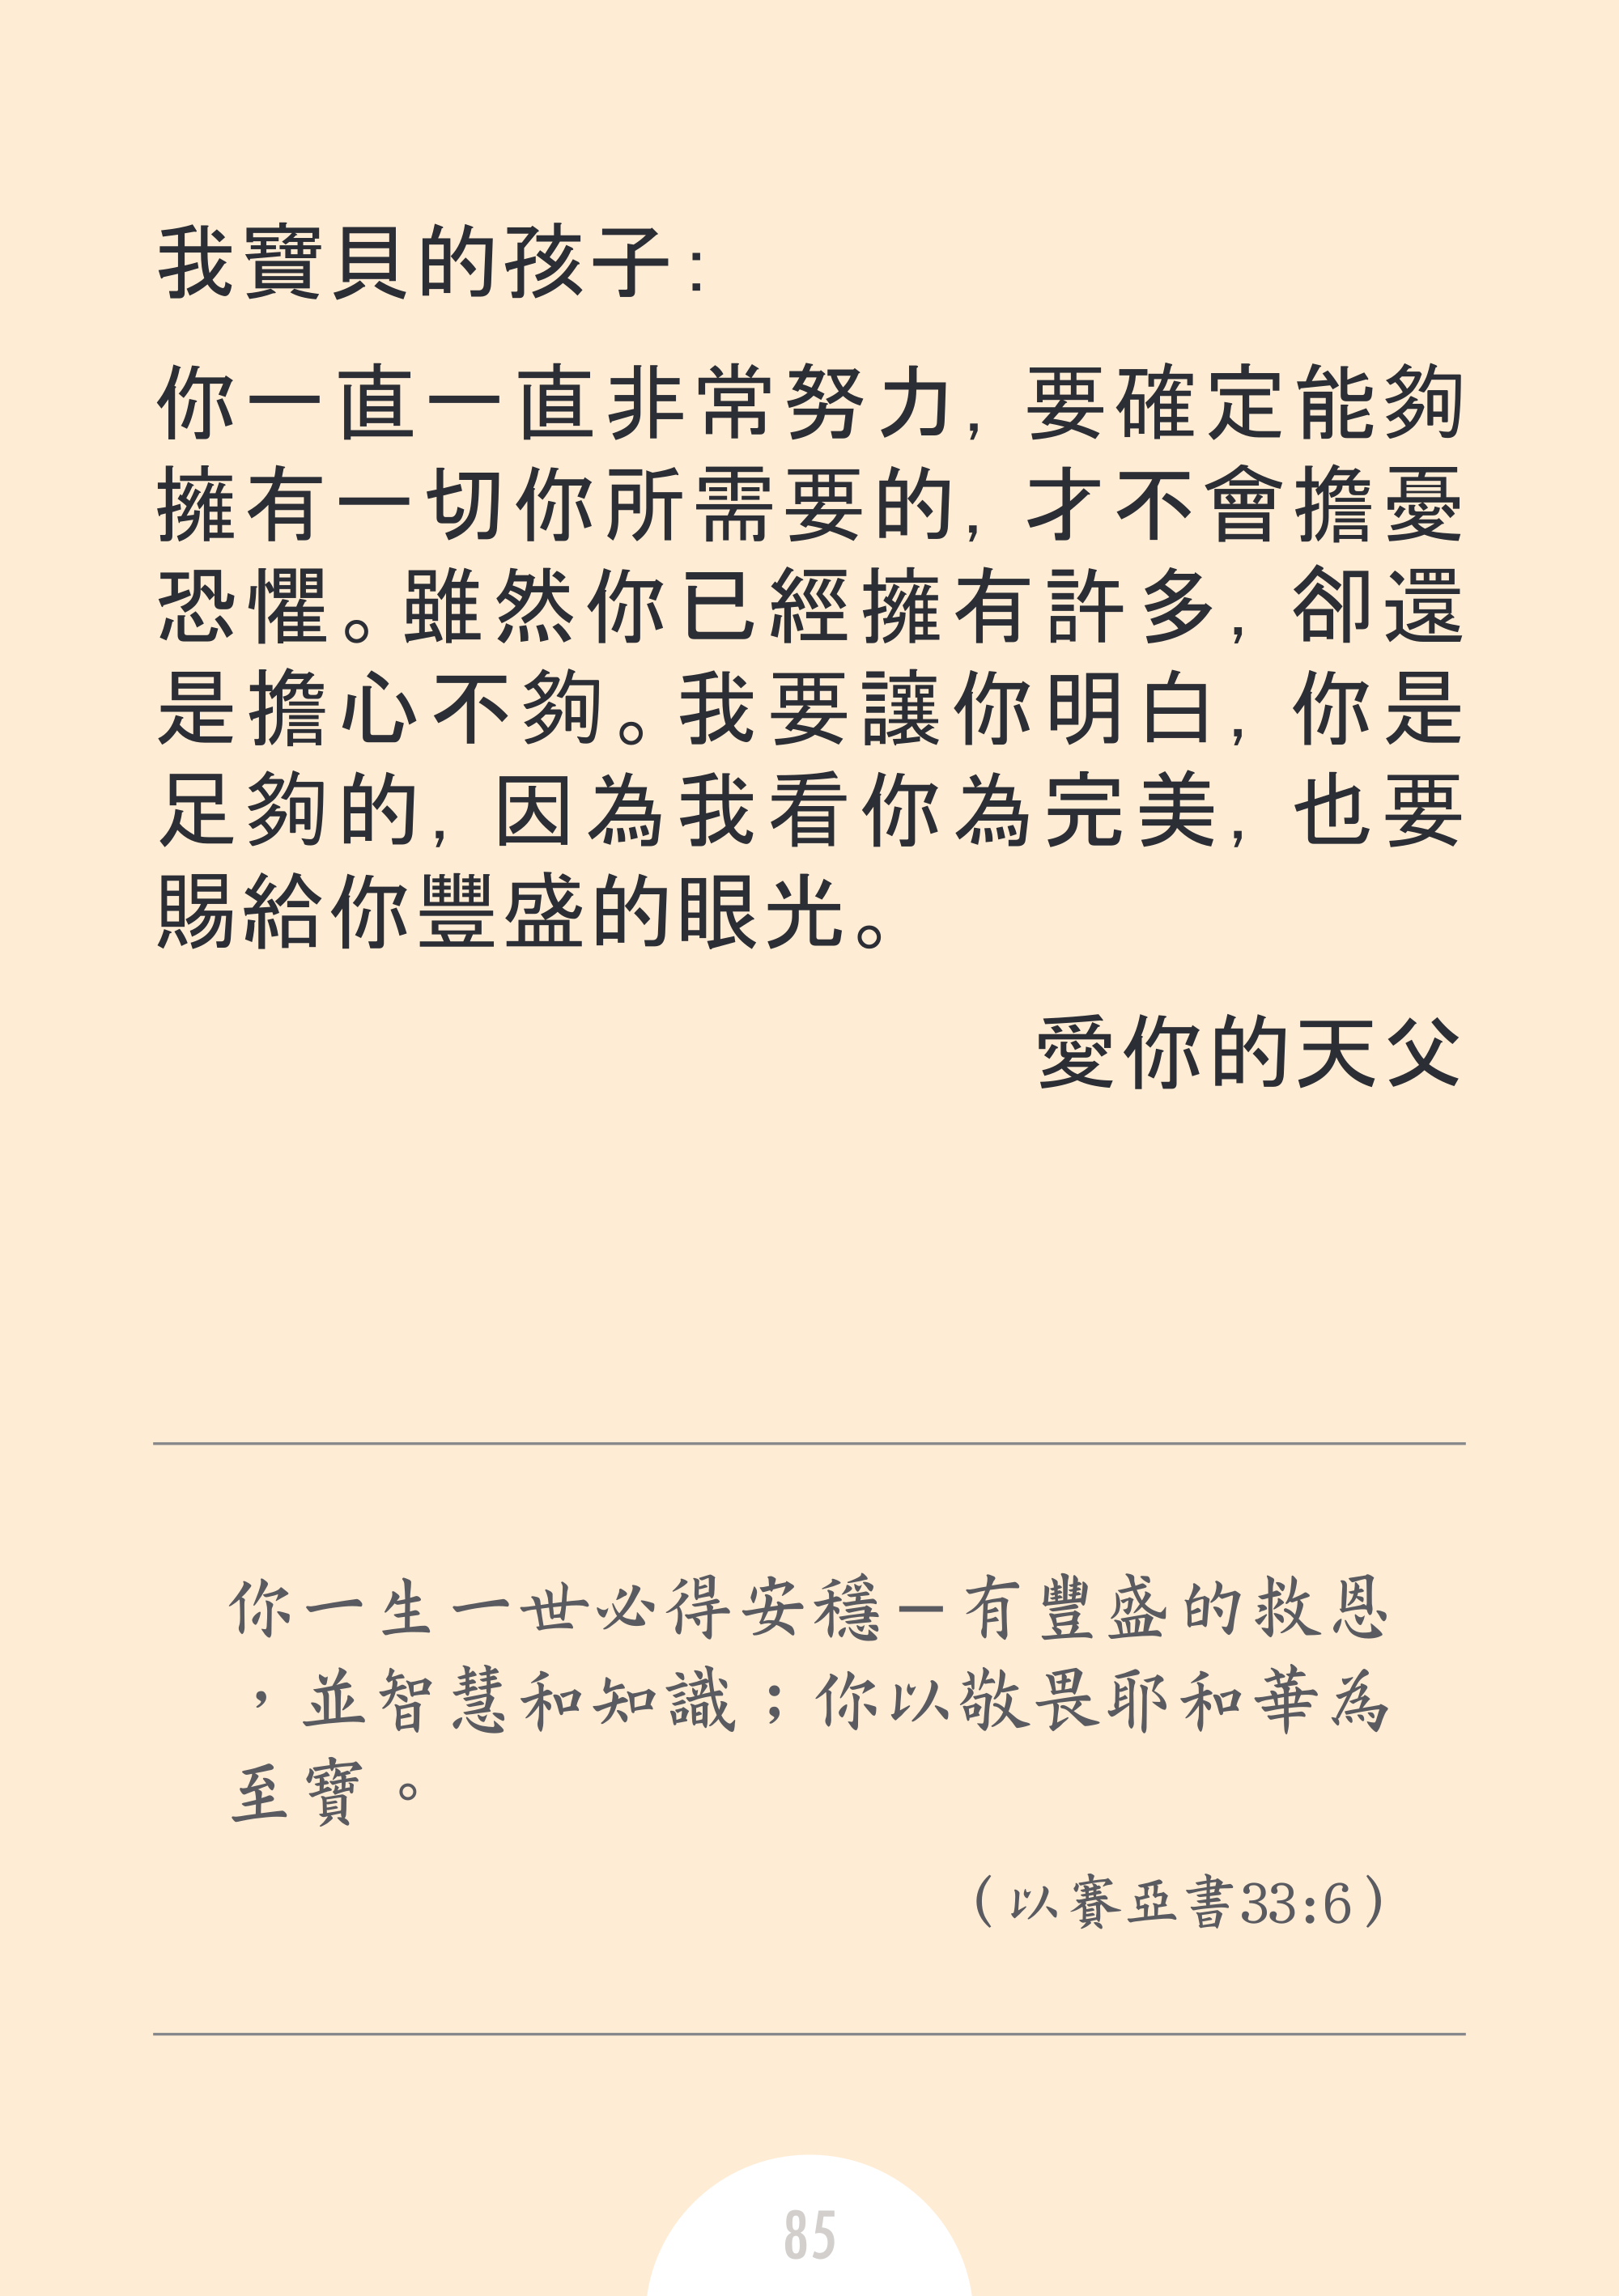 我寶貝的孩子：
你一直一直非常努力，要確定能夠
擁有一切你所需要的，才不會擔憂
恐懼。雖然你已經擁有許多，卻還
是擔心不夠。我要讓你明白，你是
足夠的，因為我看你為完美，也要
賜給你豐盛的眼光。
愛你的天父
你一生一世必得安穩–有豐盛的救恩
，並智慧和知識；你以敬畏耶和華為
至寶。
（以賽亞書33:6）
85